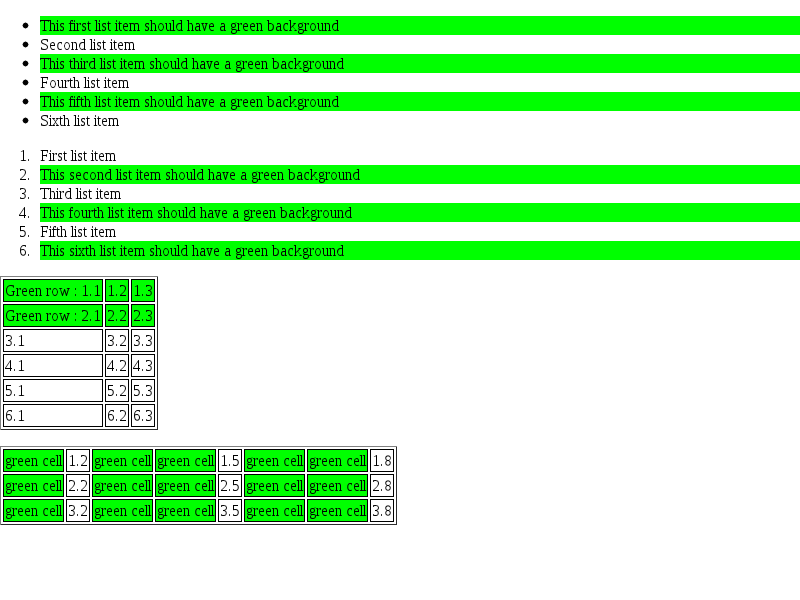 • This first list item should have a green background
• Second list item
• This third list item should have a green background
• Fourth list item
• This fifth list item should have a green background
• Sixth list item
1. First list item
2. This second list item should have a green background
3. Third list item
4. This fourth list item should have a green background
5. Fifth list item
6. This sixth list item should have a green background
Green row : 1.1 1.2 1.3
Green row : 2.1 2.2 2.3
3.1 3.2 3.3
4.1 4.2 4.3
5.1 5.2 5.3
6.1 6.2 6.3
green cell 1.2 green cell green cell 1.5 green cell green cell 1.8
green cell 2.2 green cell green cell 2.5 green cell green cell 2.8
green cell 3.2 green cell green cell 3.5 green cell green cell 3.8